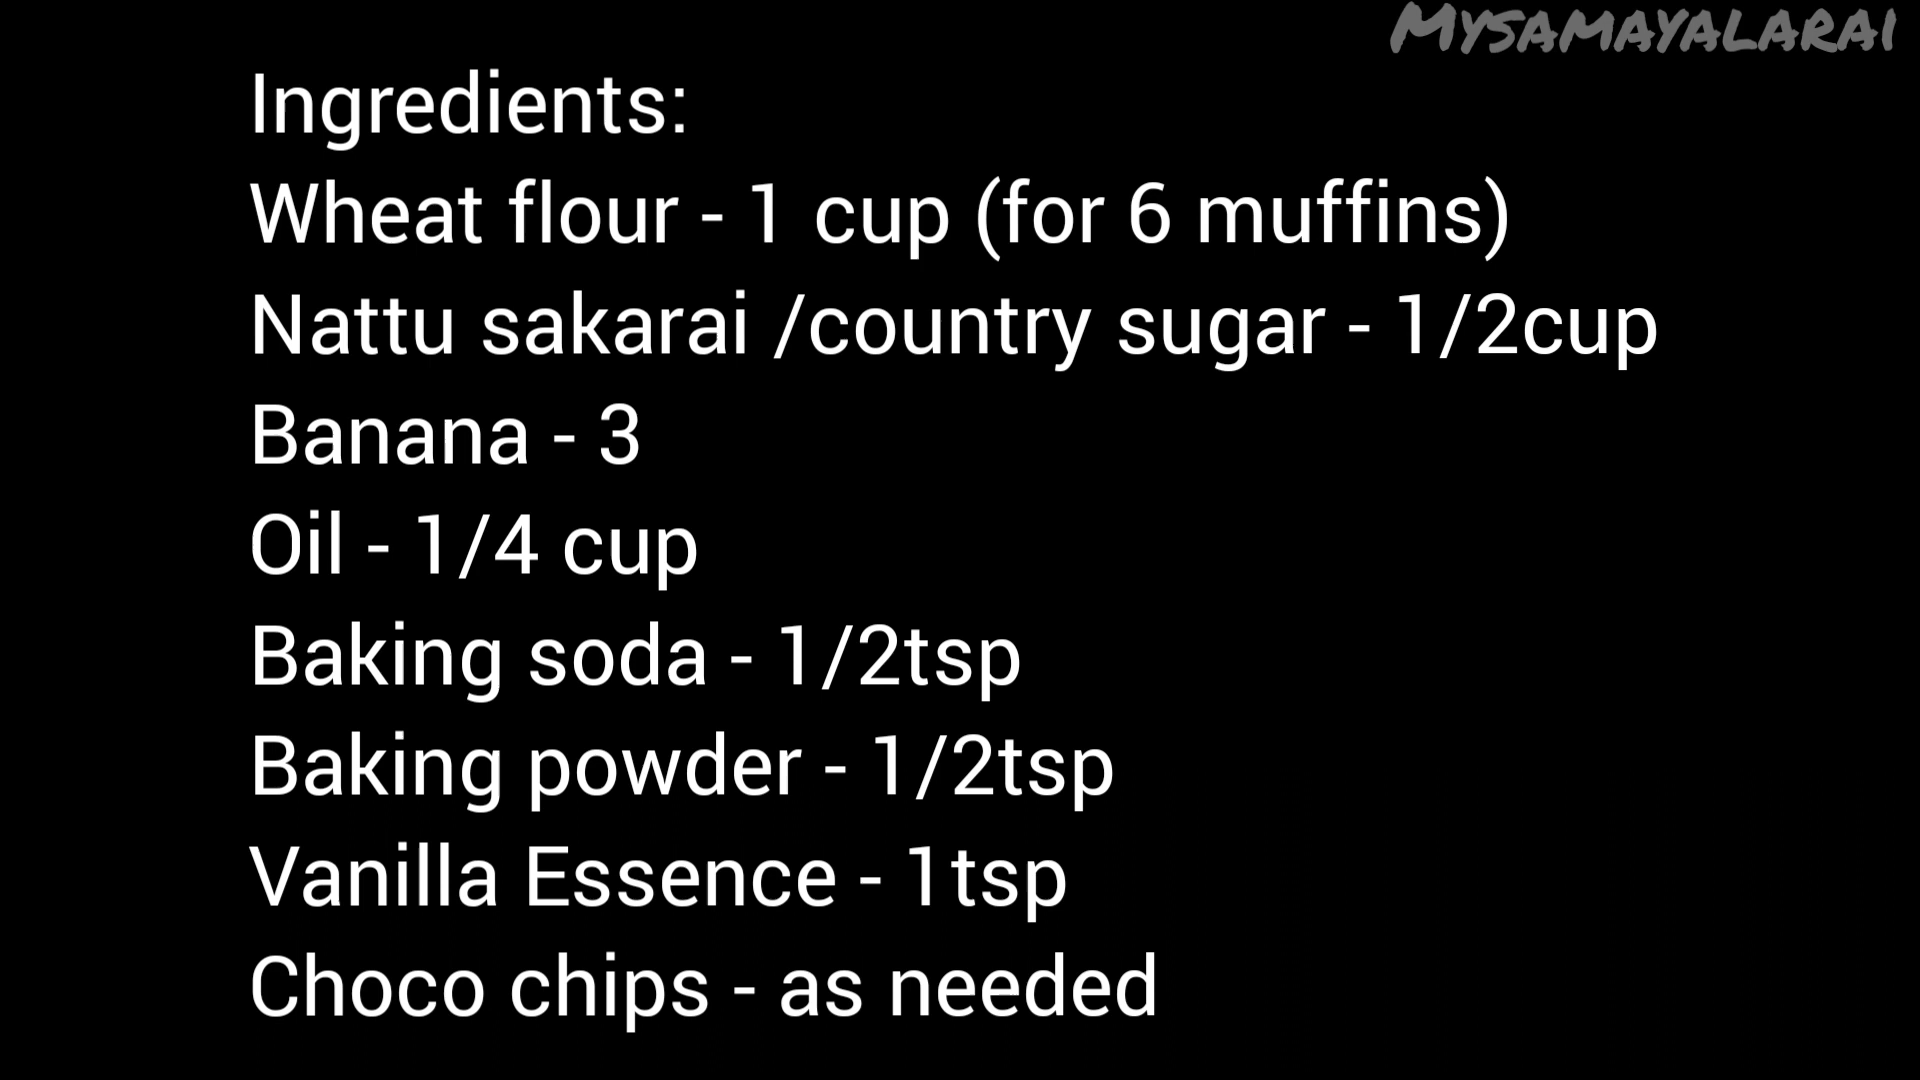 Mysamayalarai
Ingredients:
Wheat flour - 1 cup (for 6 muffins)
Nattu sakarai /country sugar - 1/2cup
Banana - 3
Oil - 1/4 cup
Baking soda - 1/2tsp
Baking powder - 1/2tsp
Vanilla Essence - 1tsp
Choco chips - as needed